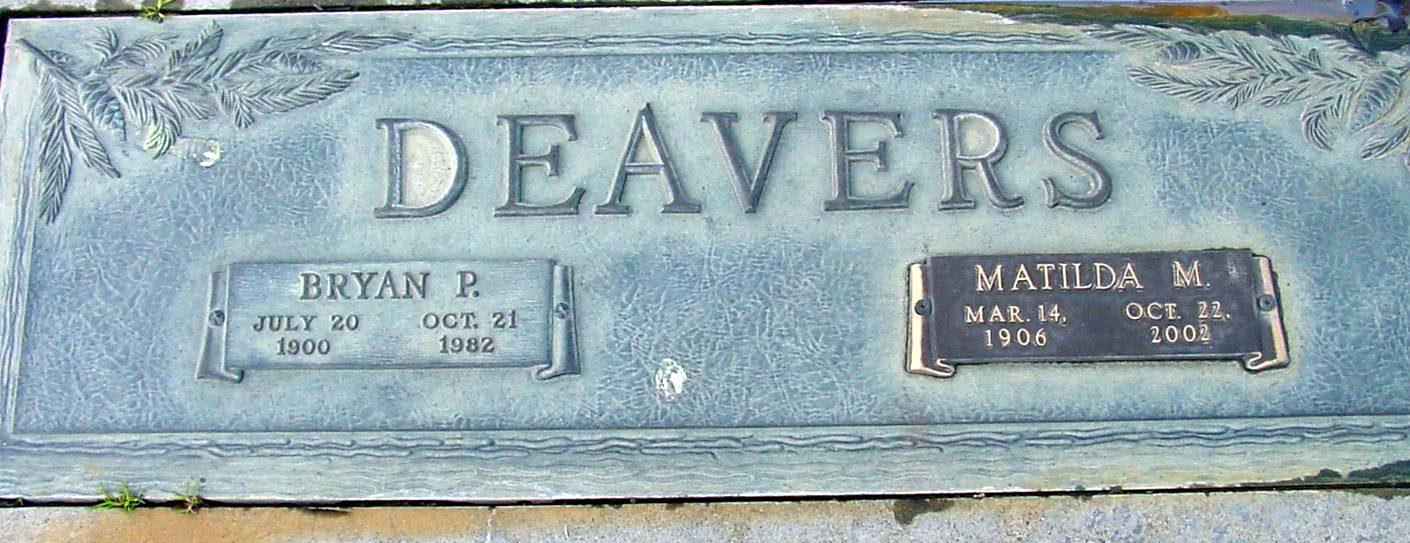 DEAVERS
BRYAN P.
JULY 20 OCT. 21
1900 1982
MATILDA M.
MAR. 14, OCT. 22,
1906 2002